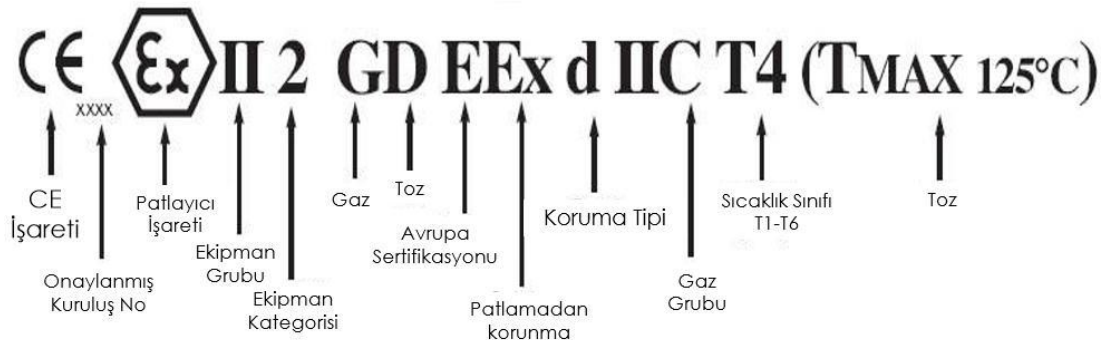 CE Ex II 2 GD EEx d IIC T4 (TMAX 125°C)
xxxx
CE
İşareti
Onaylanmış
Kuruluş No
Patlayıcı
İşareti
Ekipman
Grubu
Ekipman
Kategorisi
Gaz
Toz
Avrupa
Sertifikasyonu
Patlamadan
korunma
Koruma Tipi
Gaz
Grubu
Sıcaklık Sınıfı
T1-T6
Toz